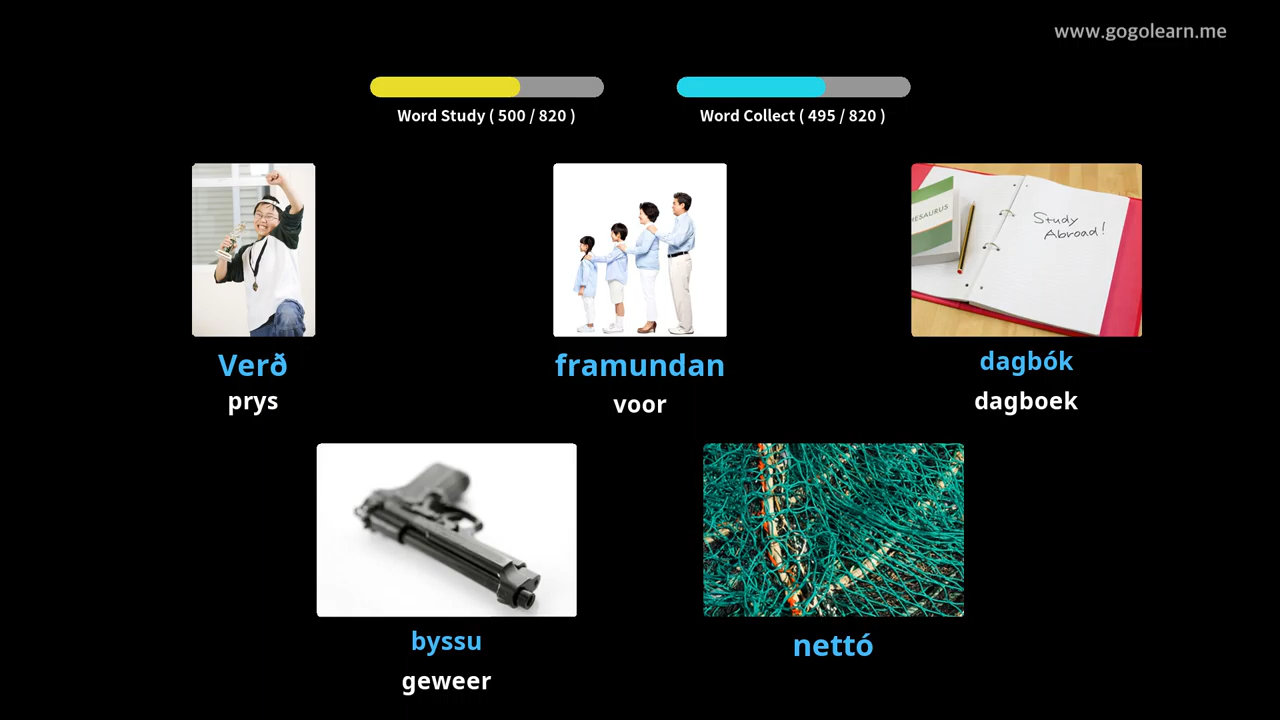 www.gogolearn.me
Word Study ( 500 / 820 )
Word Collect ( 495 / 820 )
THESAURUS
Study
Abroad!
Verð
prys
framundan
voor
dagbók
dagboek
byssu
geweer
nettó